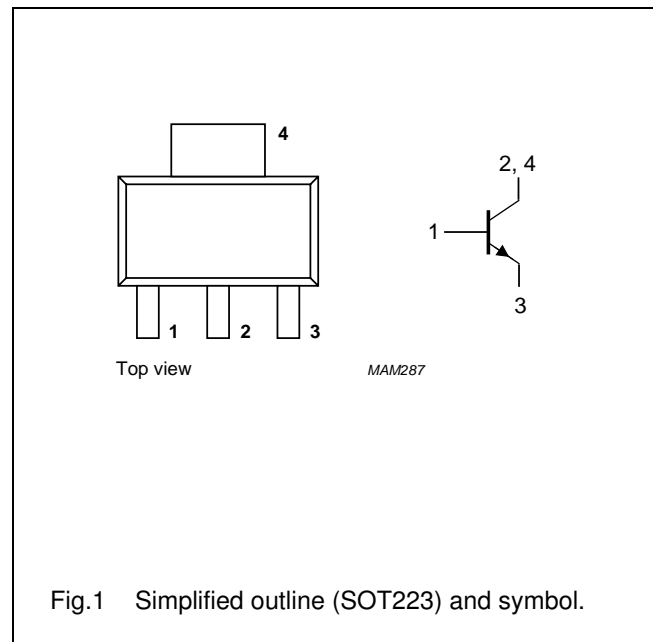 4
2, 4
1
3
1 2 3
Top view MAM287
Fig.1 Simplified outline (SOT223) and symbol.